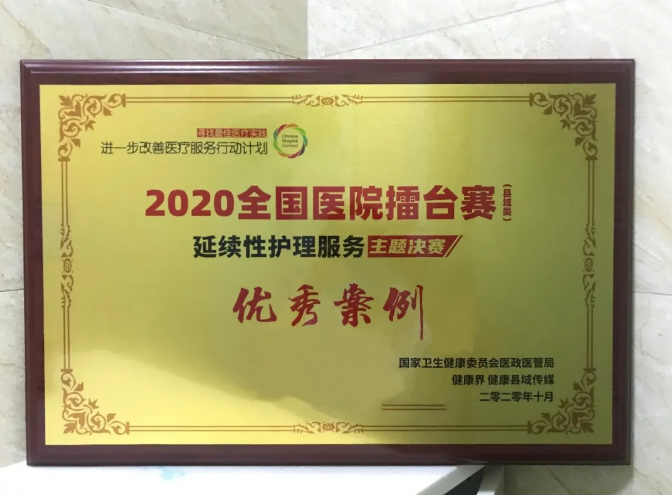 寻找最佳医疗实践
进一步改善医疗服务行动计划
Chinese Hospital Contest
2020全国医院擂台赛（县域类）
延续性护理服务 主题决赛
优秀案例
国家卫生健康委员会医政医管局
健康界 健康县域传媒
二零二零年十月